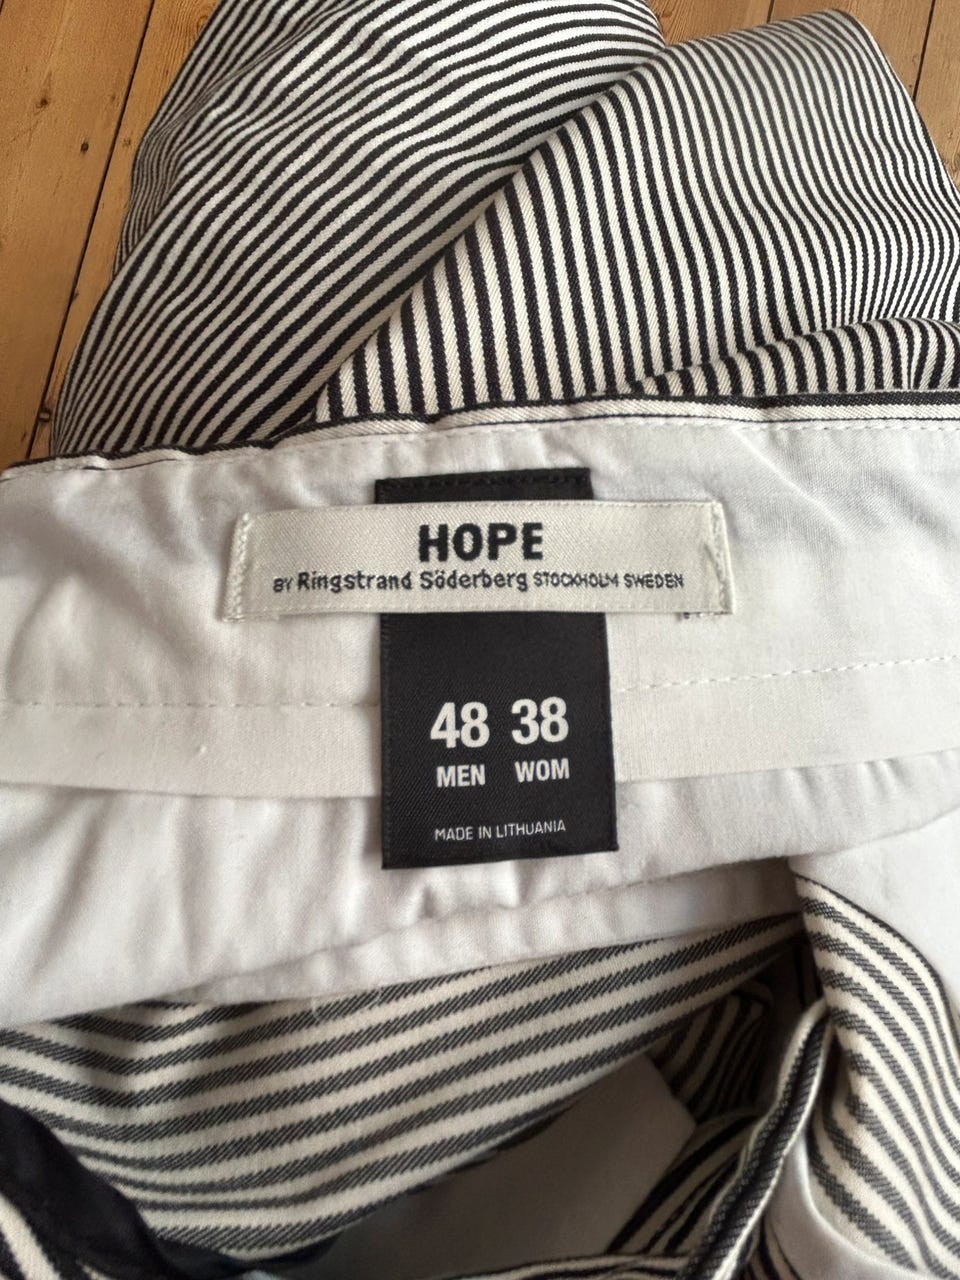 HOPE
BY Ringstrand Söderberg STOCKHOLM SWEDEN
48 38
MEN WOM
MADE IN LITHUANIA